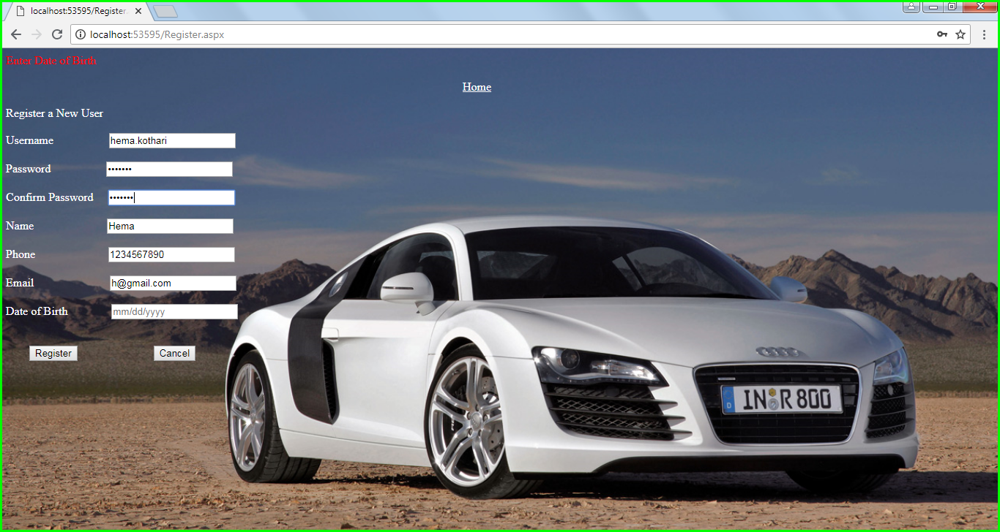 localhost:53595/Register.
localhost:53595/Register.aspx
Enter Date of Birth
Home
Register a New User
Username hema.kothari
Password •••••••
Confirm Password •••••••
Name Hema
Phone 1234567890
Email h@gmail.com
Date of Birth mm/dd/yyyy
Register Cancel
IN R 800
D